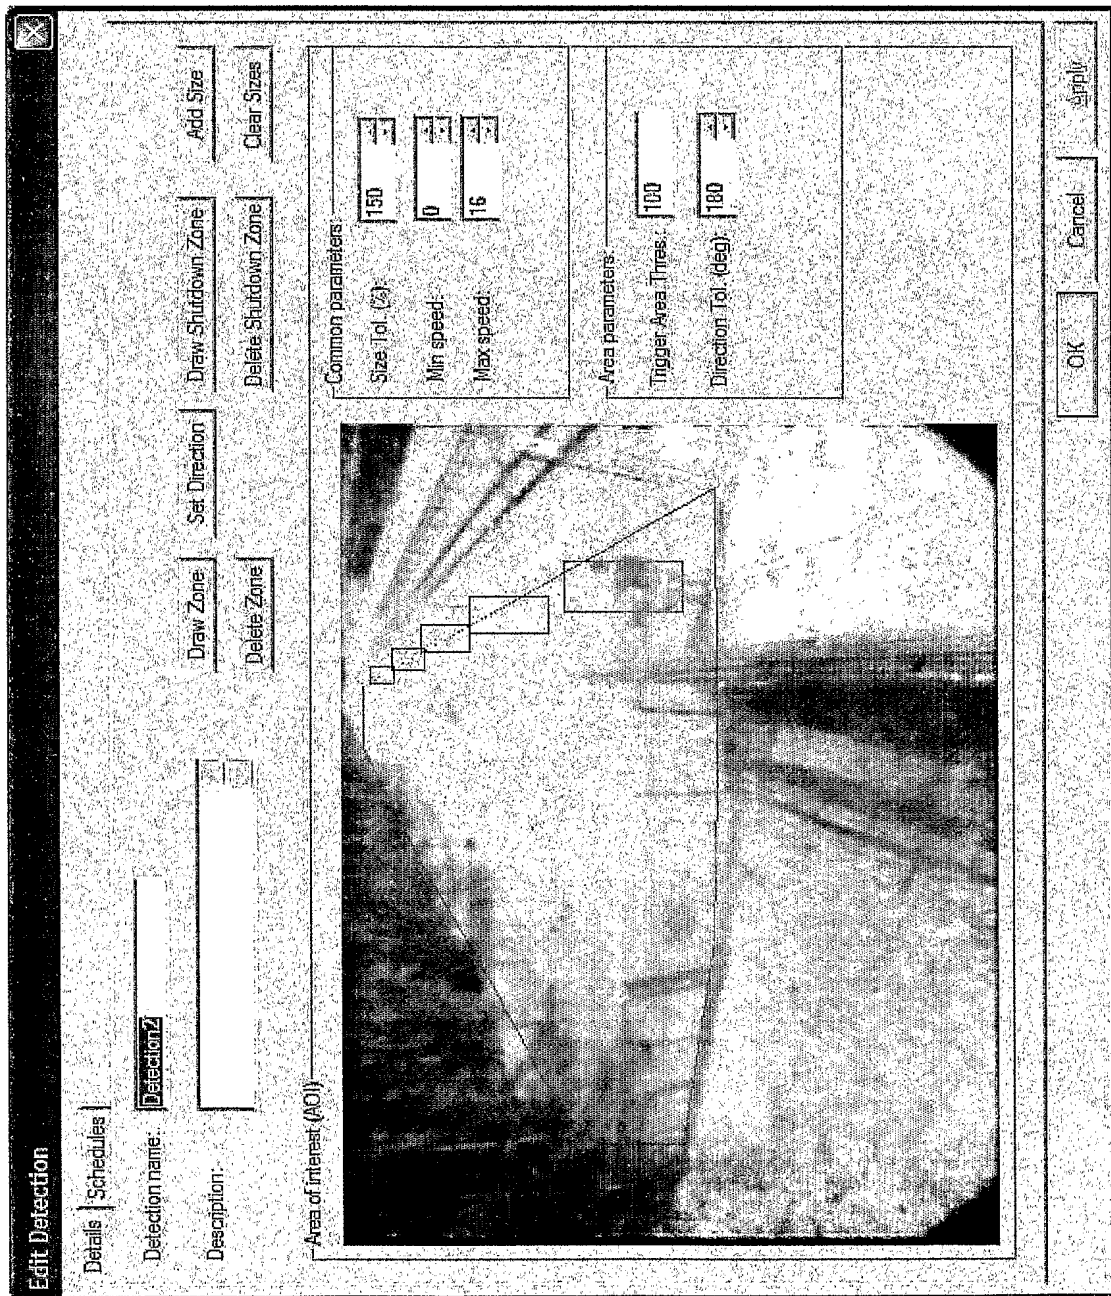 Edit Detection
Details Schedules
Detection name: Detection2
Description:
Draw Zone Set Direction Draw Shutdown Zone Add Size
Delete Zone Delete Shutdown Zone Clear Sizes
Area of interest (AOI)
Common parameters:
Size Tol. (%): 150
Min speed: 0
Max speed: 16
Area parameters:
Trigger Area Thres.: 100
Direction Tol. (deg): 180
OK Cancel Apply